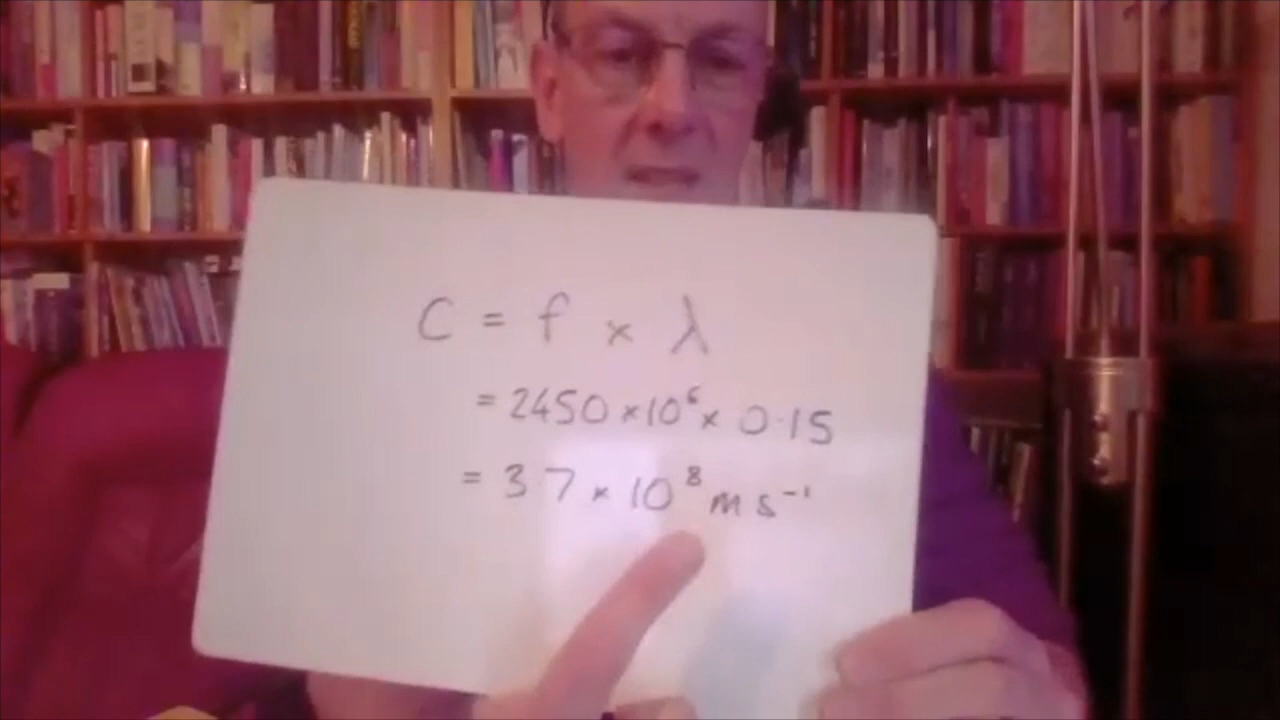 C = f × λ
= 2450 × 10⁶ × 0·15
= 3·7 × 10⁸ m s⁻¹